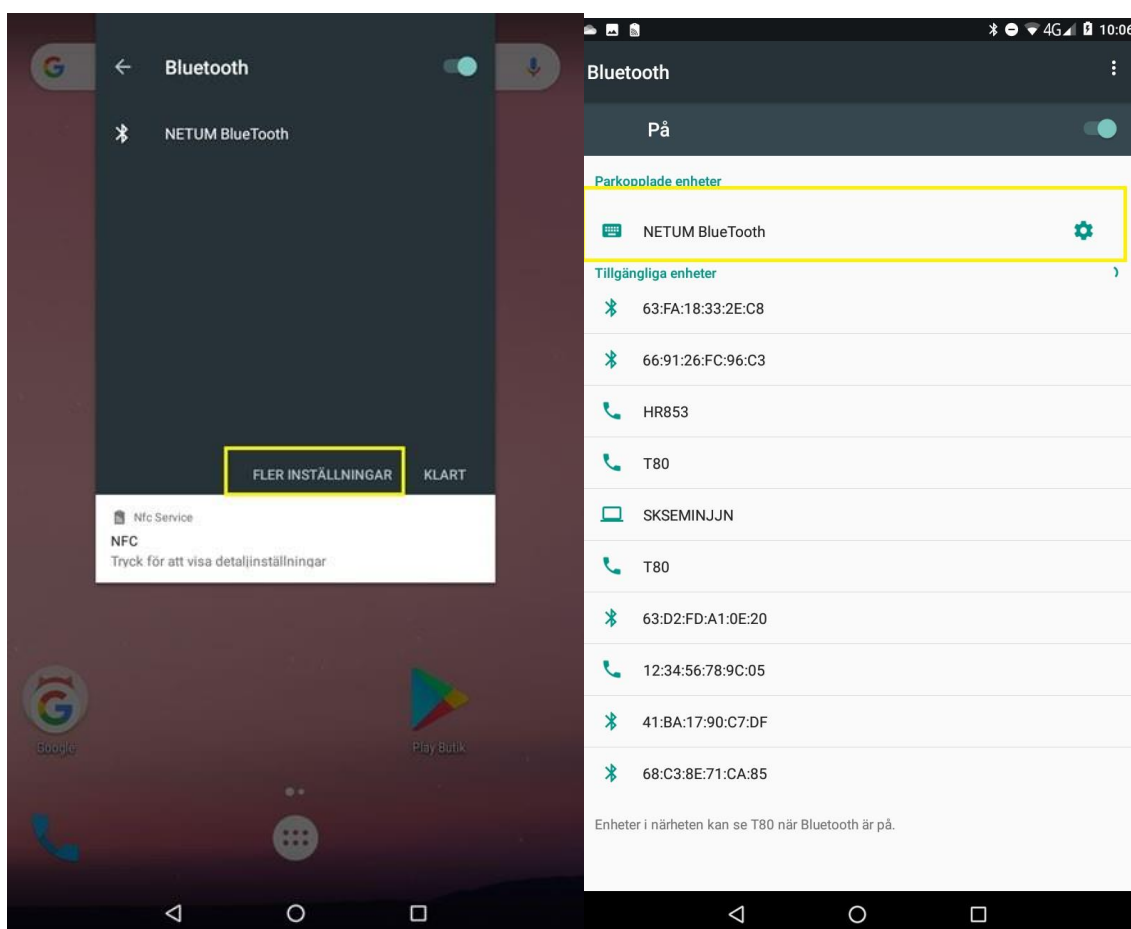 Bluetooth
NETUM BlueTooth
FLER INSTÄLLNINGAR KLART
Nfc Service
NFC
Tryck för att visa detaljinställningar
Google
Play Butik
4G 10:06
Bluetooth
På
Parkopplade enheter
NETUM BlueTooth
Tillgängliga enheter
63:FA:18:33:2E:C8
66:91:26:FC:96:C3
HR853
T80
SKSEMINJJN
T80
63:D2:FD:A1:0E:20
12:34:56:78:9C:05
41:BA:17:90:C7:DF
68:C3:8E:71:CA:85
Enheter i närheten kan se T80 när Bluetooth är på.